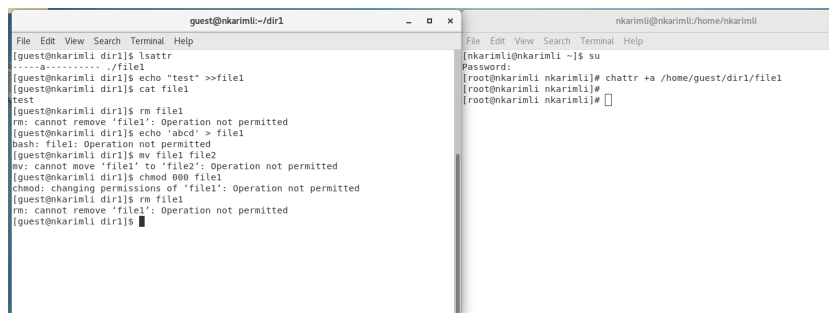 guest@nkarimli:~/dir1
File Edit View Search Terminal Help
[guest@nkarimli dir1]$ lsattr
-----a---------- ./file1
[guest@nkarimli dir1]$ echo "test" >>file1
[guest@nkarimli dir1]$ cat file1
test
[guest@nkarimli dir1]$ rm file1
rm: cannot remove ‘file1’: Operation not permitted
[guest@nkarimli dir1]$ echo 'abcd' > file1
bash: file1: Operation not permitted
[guest@nkarimli dir1]$ mv file1 file2
mv: cannot move ‘file1’ to ‘file2’: Operation not permitted
[guest@nkarimli dir1]$ chmod 000 file1
chmod: changing permissions of ‘file1’: Operation not permitted
[guest@nkarimli dir1]$ rm file1
rm: cannot remove ‘file1’: Operation not permitted
[guest@nkarimli dir1]$
nkarimli@nkarimli:/home/nkarimli
File Edit View Search Terminal Help
[nkarimli@nkarimli ~]$ su
Password:
[root@nkarimli nkarimli]# chattr +a /home/guest/dir1/file1
[root@nkarimli nkarimli]#
[root@nkarimli nkarimli]#